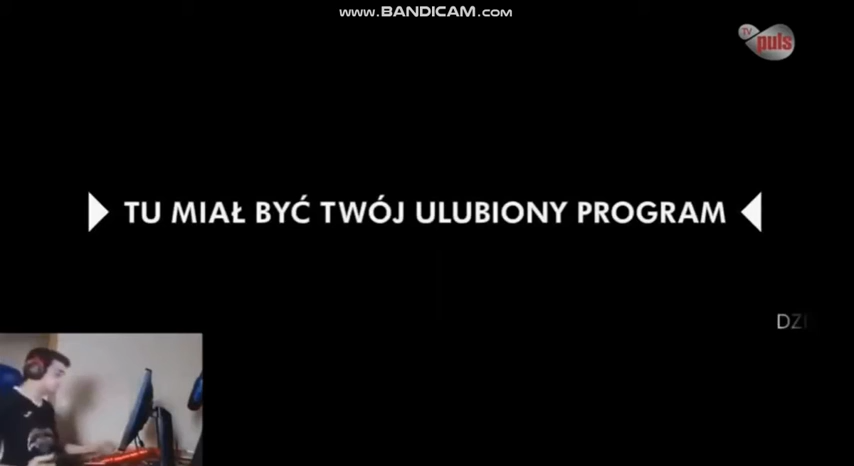 www.BANDICAM.com
TV
puls
TU MIAŁ BYĆ TWÓJ ULUBIONY PROGRAM